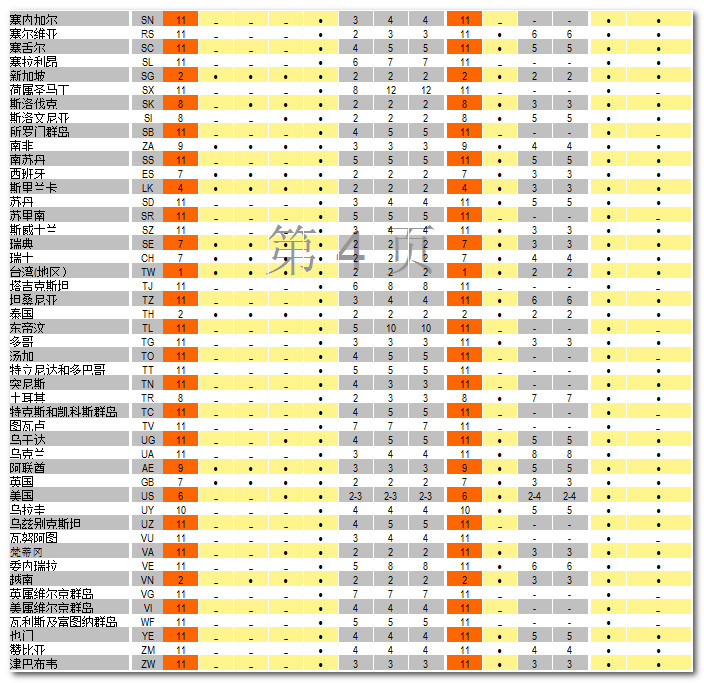 塞内加尔 SN 11 3 4 4 11 - -
塞尔维亚 RS 11 2 3 3 11 6 6
塞舌尔 SC 11 4 5 5 11 5 5
塞拉利昂 SL 11 6 7 7 11 - -
新加坡 SG 2 2 2 2 2 2 2
荷属圣马丁 SX 11 8 12 12 11 - -
斯洛伐克 SK 8 2 2 2 8 3 3
斯洛文尼亚 SI 8 2 2 2 8 5 5
所罗门群岛 SB 11 4 5 5 11 - -
南非 ZA 9 3 3 3 9 4 4
南苏丹 SS 11 5 5 5 11 5 5
西班牙 ES 7 2 2 2 7 3 3
斯里兰卡 LK 4 2 2 2 4 3 3
苏丹 SD 11 3 4 4 11 5 5
苏里南 SR 11 5 5 5 11 - -
斯威士兰 SZ 11 3 4 4 11 3 3
瑞典 SE 7 2 2 2 7 3 3
瑞士 CH 7 2 2 2 7 4 4
台湾(地区) TW 1 2 2 2 1 2 2
塔吉克斯坦 TJ 11 6 8 8 11 - -
坦桑尼亚 TZ 11 3 4 4 11 6 6
泰国 TH 2 2 2 2 2 2 2
东帝汶 TL 11 5 10 10 11 - -
多哥 TG 11 3 3 3 11 3 3
汤加 TO 11 4 5 5 11 - -
特立尼达和多巴哥 TT 11 5 5 5 11 - -
突尼斯 TN 11 4 3 3 11 - -
土耳其 TR 8 2 3 3 8 7 7
特克斯和凯科斯群岛 TC 11 4 5 5 11 - -
图瓦卢 TV 11 7 7 7 11 - -
乌干达 UG 11 4 5 5 11 5 5
乌克兰 UA 11 3 4 4 11 8 8
阿联酋 AE 9 3 3 3 9 5 5
英国 GB 7 2 2 2 7 3 3
美国 US 6 2-3 2-3 2-3 6 2-4 2-4
乌拉圭 UY 10 4 4 4 10 5 5
乌兹别克斯坦 UZ 11 4 5 5 11 - -
瓦努阿图 VU 11 3 4 4 11 - -
梵蒂冈 VA 11 2 2 2 11 3 3
委内瑞拉 VE 11 5 8 8 11 6 6
越南 VN 2 2 2 2 2 3 3
英属维尔京群岛 VG 11 7 7 7 11 - -
美属维尔京群岛 VI 11 4 4 4 11 - -
瓦利斯及富图纳群岛 WF 11 5 5 5 11 - -
也门 YE 11 4 4 4 11 5 5
赞比亚 ZM 11 4 4 4 11 4 4
津巴布韦 ZW 11 3 3 3 11 3 3
第 4 页